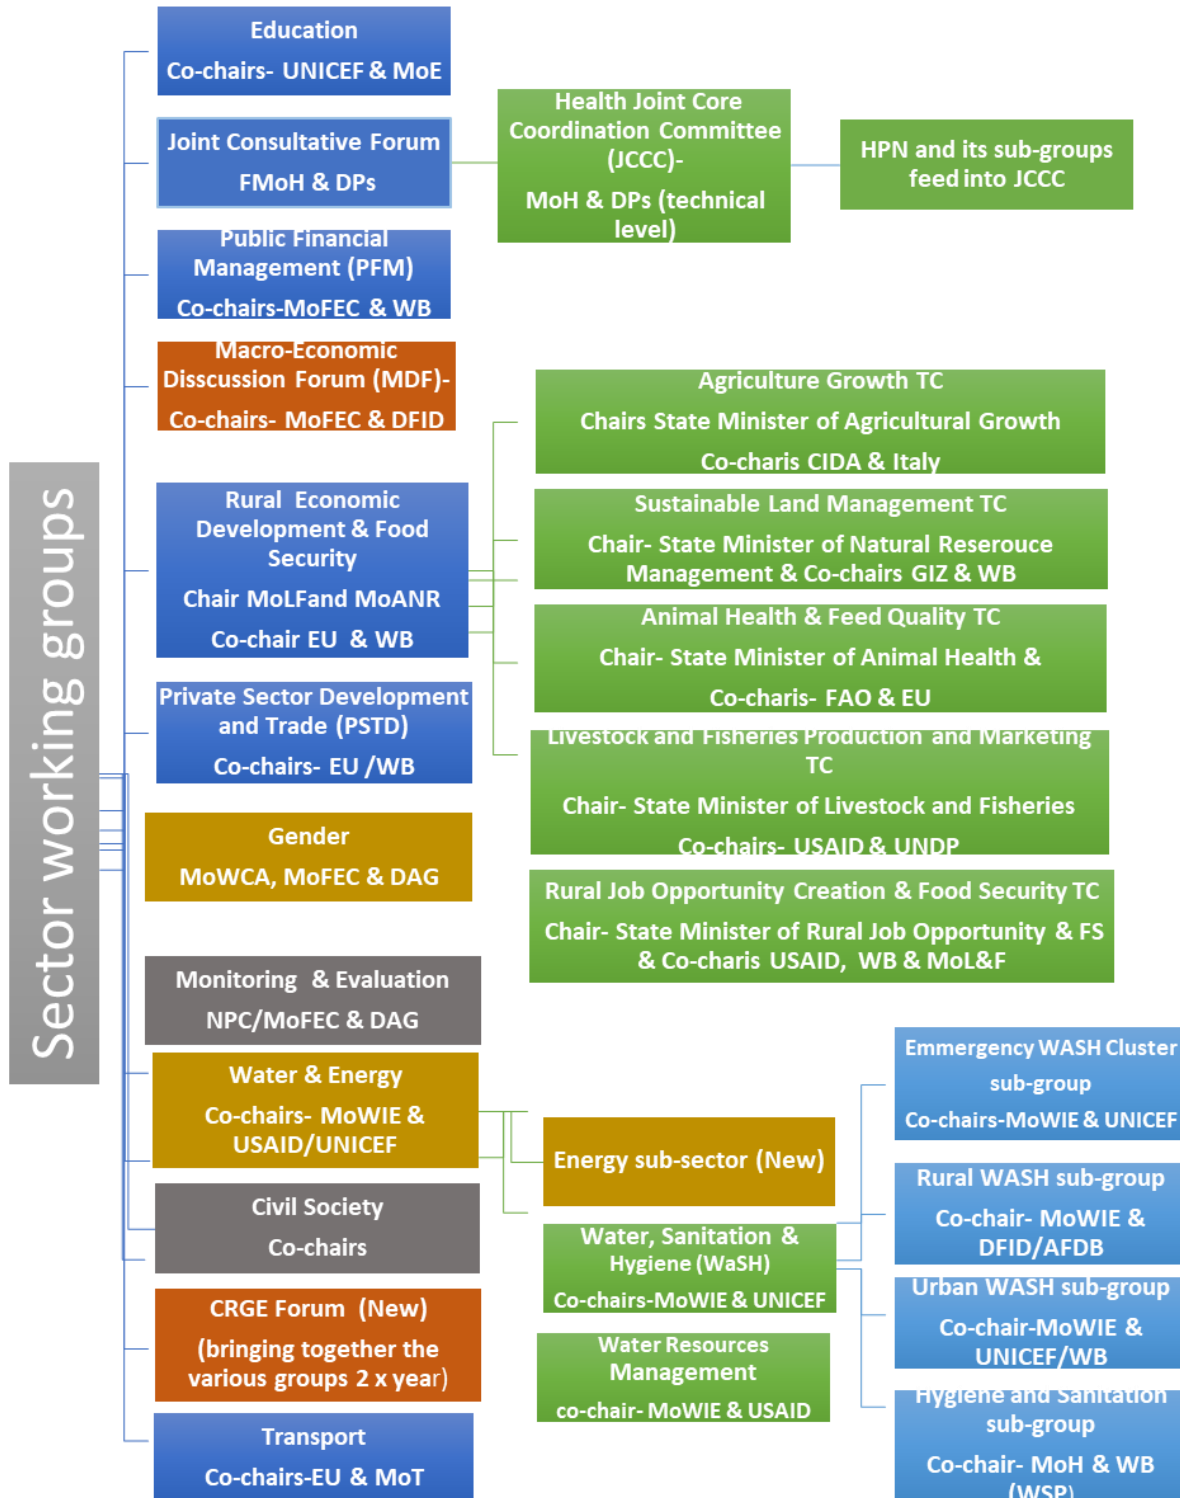 Sector working groups
Education
Co-chairs- UNICEF & MoE
Joint Consultative Forum
FMoH & DPs
Health Joint Core
Coordination Committee
(JCCC)-
MoH & DPs (technical
level)
HPN and its sub-groups
feed into JCCC
Public Financial
Management (PFM)
Co-chairs-MoFEC & WB
Macro-Economic
Disscussion Forum (MDF)-
Co-chairs- MoFEC & DFID
Rural Economic
Development & Food
Security
Chair MoLFand MoANR
Co-chair EU & WB
Agriculture Growth TC
Chairs State Minister of Agricultural Growth
Co-charis CIDA & Italy
Sustainable Land Management TC
Chair- State Minister of Natural Reserouce
Management & Co-chairs GIZ & WB
Animal Health & Feed Quality TC
Chair- State Minister of Animal Health &
Co-charis- FAO & EU
Livestock and Fisheries Production and Marketing
TC
Chair- State Minister of Livestock and Fisheries
Co-chairs- USAID & UNDP
Rural Job Opportunity Creation & Food Security TC
Chair- State Minister of Rural Job Opportunity & FS
& Co-charis USAID, WB & MoL&F
Private Sector Development
and Trade (PSTD)
Co-chairs- EU /WB
Gender
MoWCA, MoFEC & DAG
Monitoring & Evaluation
NPC/MoFEC & DAG
Water & Energy
Co-chairs- MoWIE &
USAID/UNICEF
Energy sub-sector (New)
Water, Sanitation &
Hygiene (WaSH)
Co-chairs-MoWIE & UNICEF
Water Resources
Management
co-chair- MoWIE & USAID
Emmergency WASH Cluster
sub-group
Co-chairs-MoWIE & UNICEF
Rural WASH sub-group
Co-chair- MoWIE &
DFID/AFDB
Urban WASH sub-group
Co-chair-MoWIE &
UNICEF/WB
Hygiene and Sanitation
sub-group
Co-chair- MoH & WB
(WSP)
Civil Society
Co-chairs
CRGE Forum (New)
(bringing together the
various groups 2 x year)
Transport
Co-chairs-EU & MoT